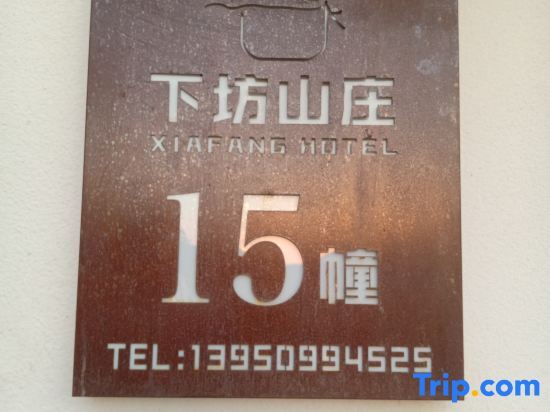 下坊山庄
XIAFANG HOTEL
15幢
TEL:13950994525
Trip.com